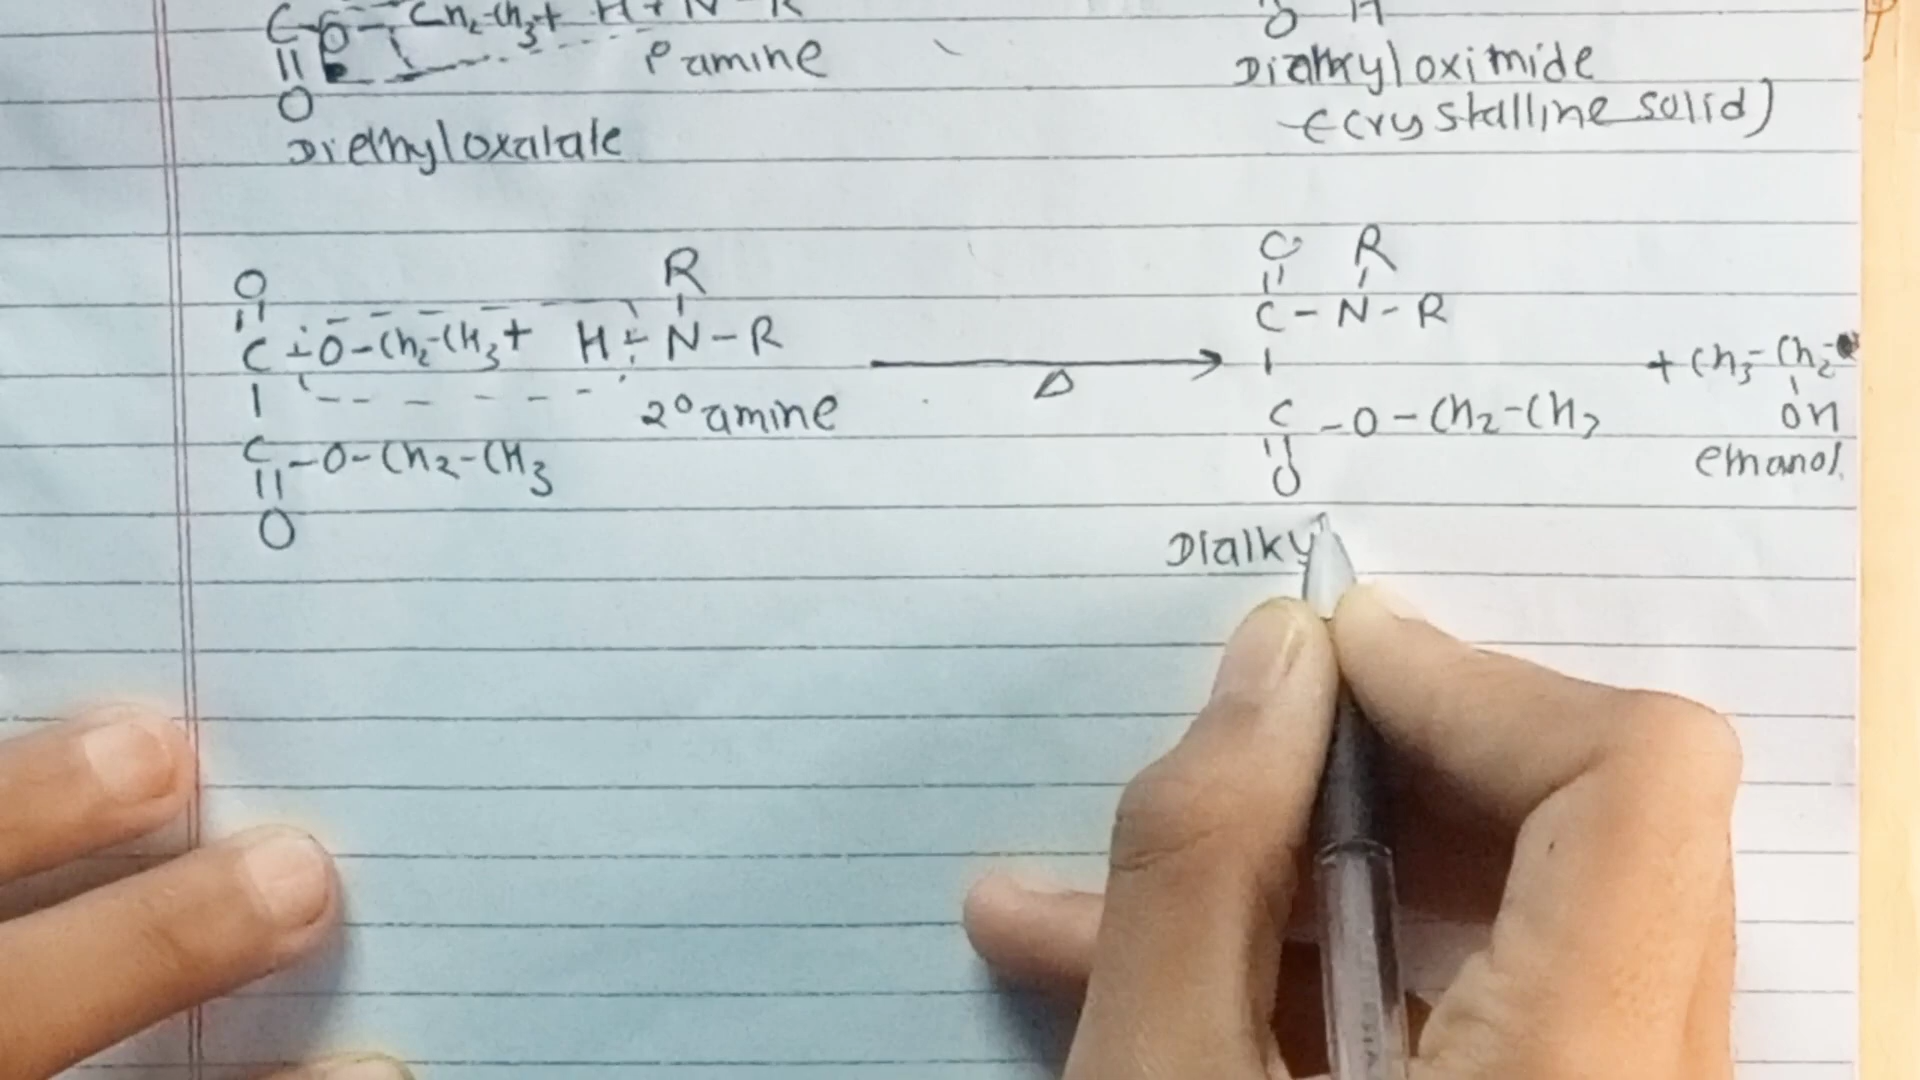 C-O-CH2-CH3+ H+N-R
||
O
1° amine
Diethyloxalate
O H
Dialkyloximide
(crystalline solid)
O R
|| |
C-O-CH2-CH3+ H-N-R
2° amine
|
C-O-CH2-CH3
||
O
Δ
O R
|| |
C-N-R
|
C-O-CH2-CH3
||
O
+ CH3-CH2-
|
OH
ethanol.
Dialky